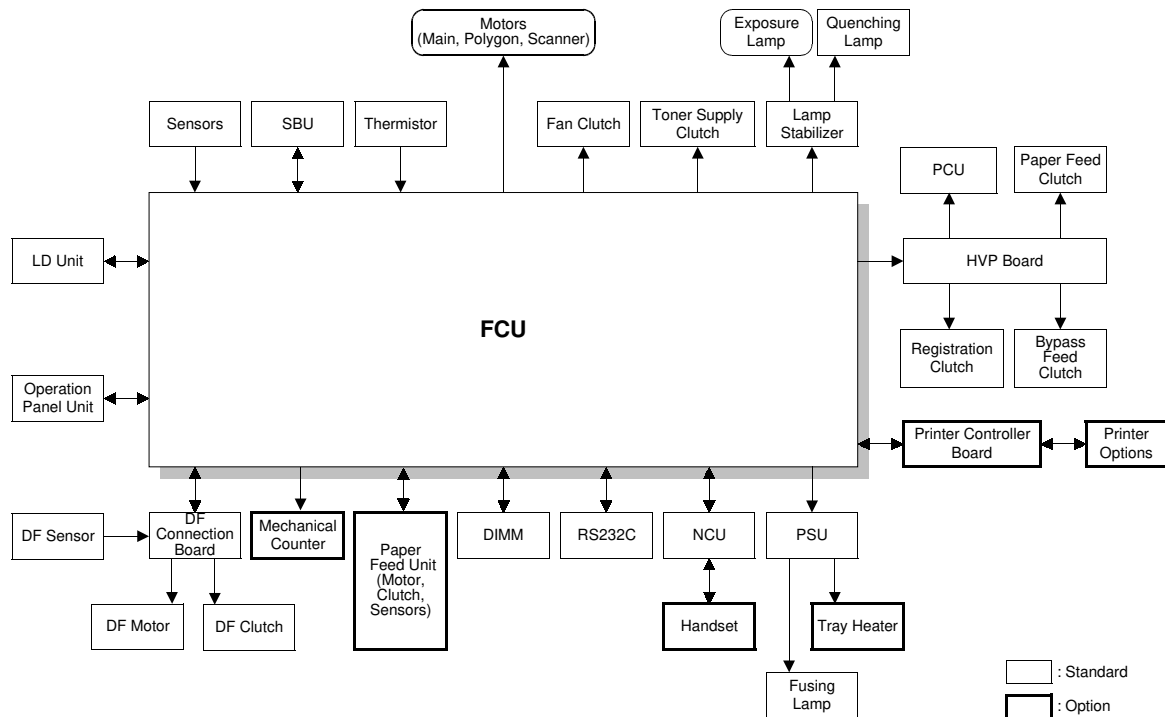 Motors
(Main, Polygon, Scanner)
Exposure
Lamp
Quenching
Lamp
Sensors
SBU
Thermistor
Fan Clutch
Toner Supply
Clutch
Lamp
Stabilizer
PCU
Paper Feed
Clutch
LD Unit
HVP Board
FCU
Registration
Clutch
Bypass
Feed
Clutch
Operation
Panel Unit
Printer Controller
Board
Printer
Options
DF Sensor
DF
Connection
Board
Mechanical
Counter
Paper
Feed Unit
(Motor,
Clutch,
Sensors)
DIMM
RS232C
NCU
PSU
DF Motor
DF Clutch
Handset
Tray Heater
Fusing
Lamp
: Standard
: Option